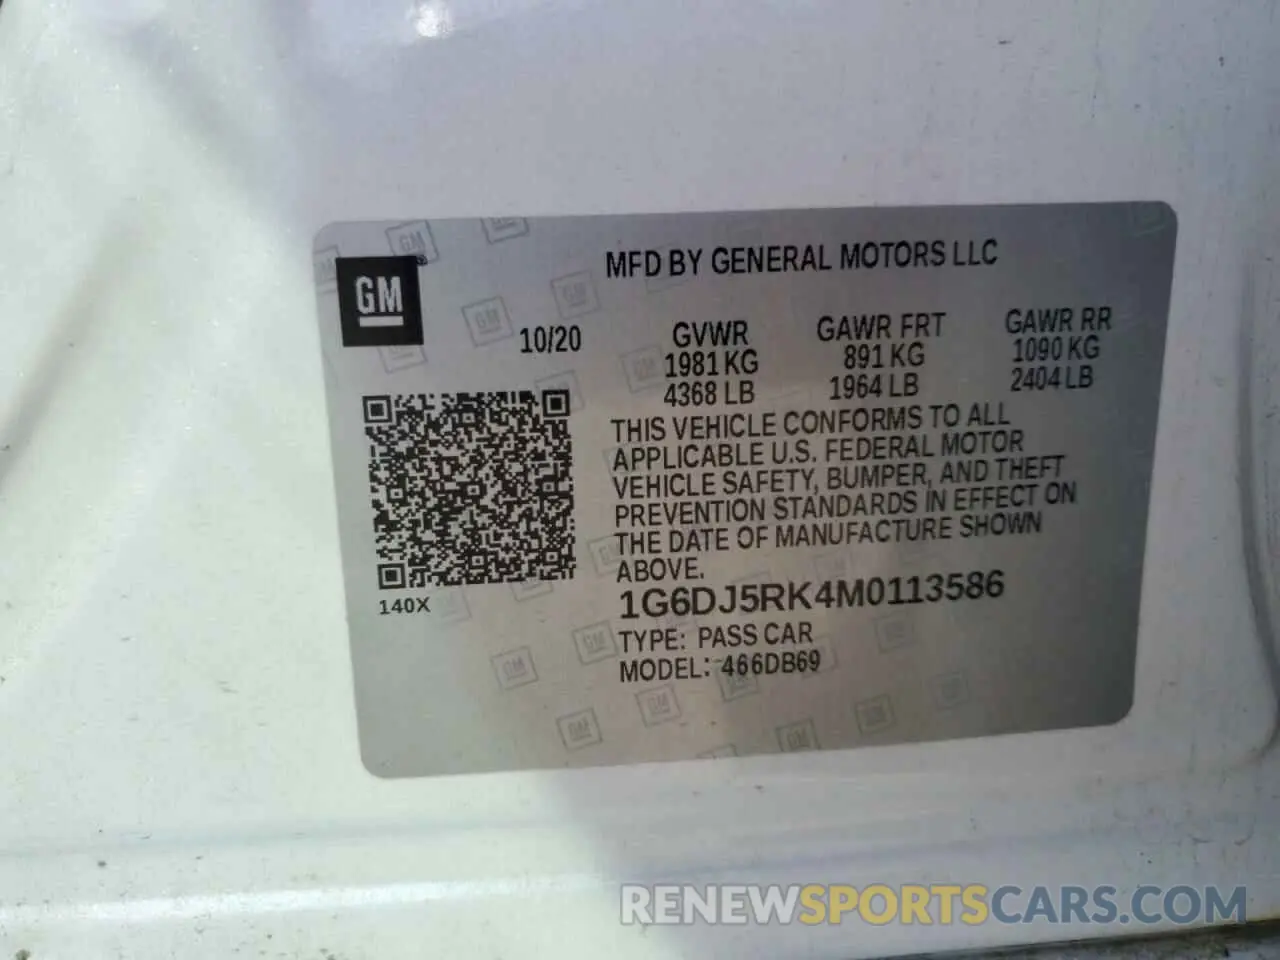 MFD BY GENERAL MOTORS LLC
GM®
10/20
GVWR
1981 KG
4368 LB
GAWR FRT
891 KG
1964 LB
GAWR RR
1090 KG
2404 LB
THIS VEHICLE CONFORMS TO ALL
APPLICABLE U.S. FEDERAL MOTOR
VEHICLE SAFETY, BUMPER, AND THEFT
PREVENTION STANDARDS IN EFFECT ON
THE DATE OF MANUFACTURE SHOWN
ABOVE.
140X
1G6DJ5RK4M0113586
TYPE: PASS CAR
MODEL: 466DB69
RENEWSPORTSCARS.COM